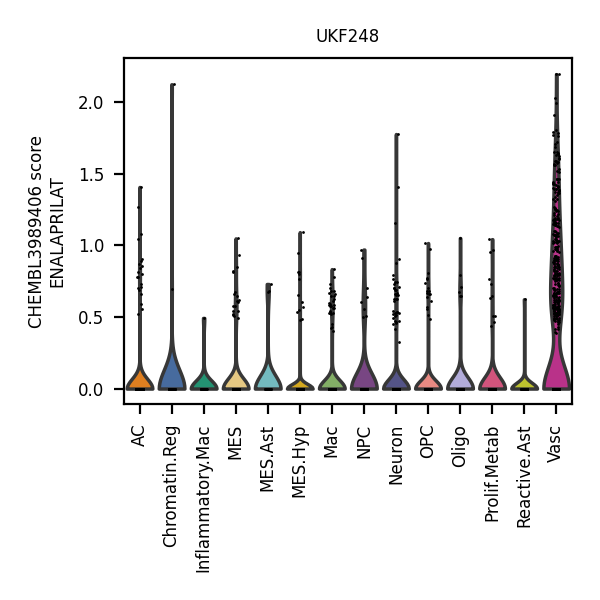 UKF248
CHEMBL3989406 score
ENALAPRILAT
2.0
1.5
1.0
0.5
0.0
AC
Chromatin.Reg
Inflammatory.Mac
MES
MES.Ast
MES.Hyp
Mac
NPC
Neuron
OPC
Oligo
Prolif.Metab
Reactive.Ast
Vasc